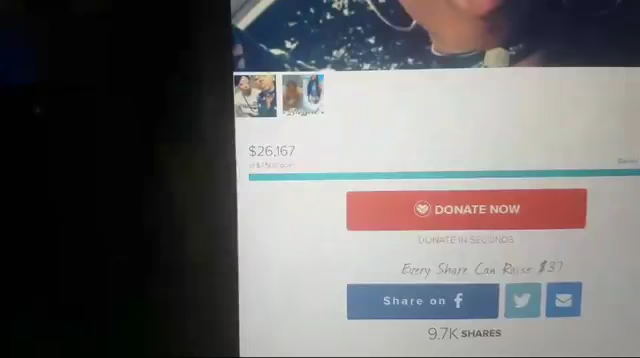 $26,167
DONATE NOW
DONATE IN SECONDS
Every Share Can Raise $37
Share on f
9.7K SHARES